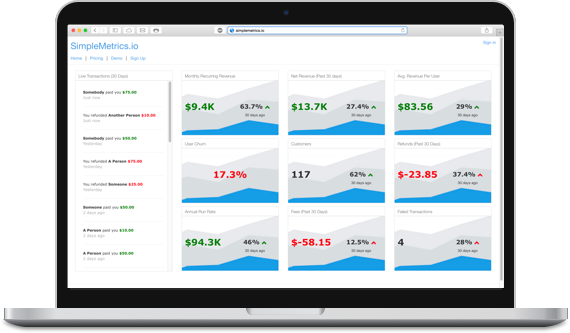 simplemetrics.io
SimpleMetrics.io
Sign in
Home | Pricing | Demo | Sign Up
Live Transactions (30 Days)
Somebody paid you $75.00
Just now
You refunded Another Person $10.00
Just now
Somebody paid you $50.00
Yesterday
You refunded A Person $75.00
Yesterday
You refunded Someone $25.00
Yesterday
Someone paid you $50.00
2 days ago
A Person paid you $10.00
3 days ago
A Person paid you $50.00
3 days ago
Monthly Recurring Revenue
$9.4K
63.7%
30 days ago
Net Revenue (Past 30 days)
$13.7K
27.4%
30 days ago
Avg. Revenue Per User
$83.56
29%
30 days ago
User Churn
17.3%
Customers
117
62%
30 days ago
Refunds (Past 30 Days)
$-23.85
37.4%
30 days ago
Annual Run Rate
$94.3K
46%
30 days ago
Fees (Past 30 Days)
$-58.15
12.5%
30 days ago
Failed Transactions
4
28%
30 days ago